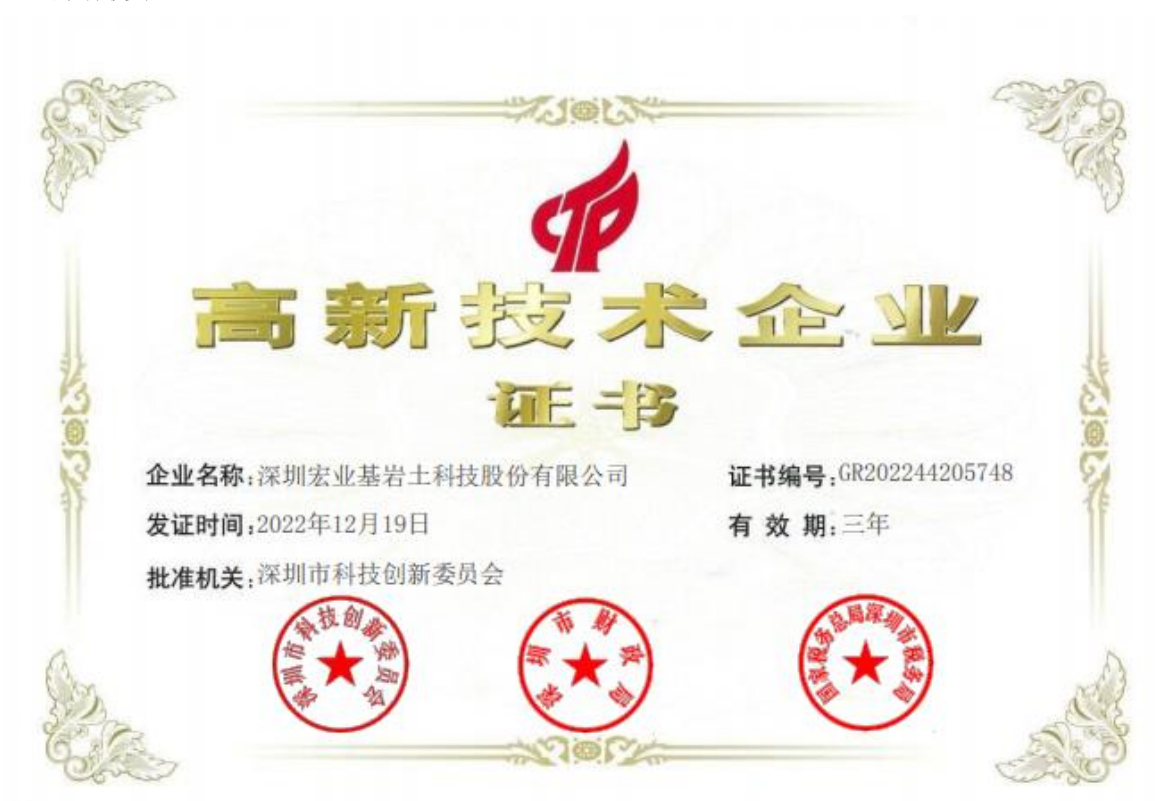 CTP
高新技术企业
证书
企业名称:深圳宏业基岩土科技股份有限公司
证书编号:GR202244205748
发证时间:2022年12月19日
有效期:三年
批准机关:深圳市科技创新委员会
深圳市科技创新委员会
深圳市财政局
国家税务总局深圳市税务局